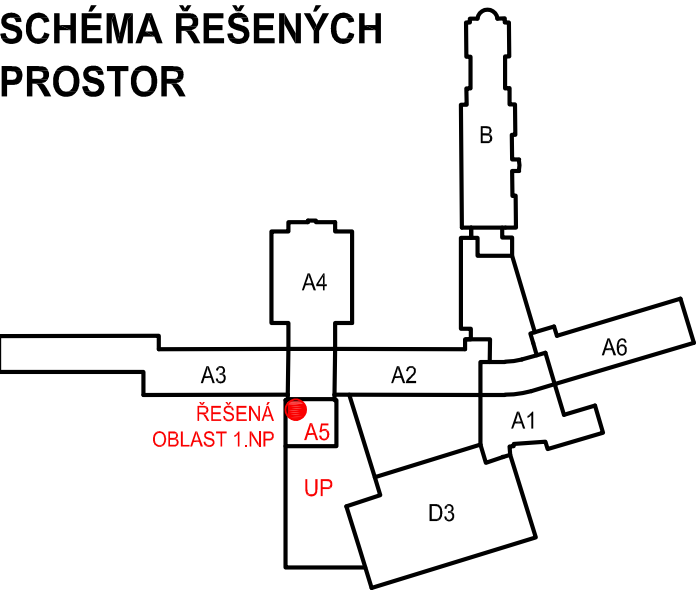 SCHÉMA ŘEŠENÝCH
PROSTOR
B
A4
A6
A3
A2
ŘEŠENÁ
OBLAST 1.NP
A5
A1
UP
D3